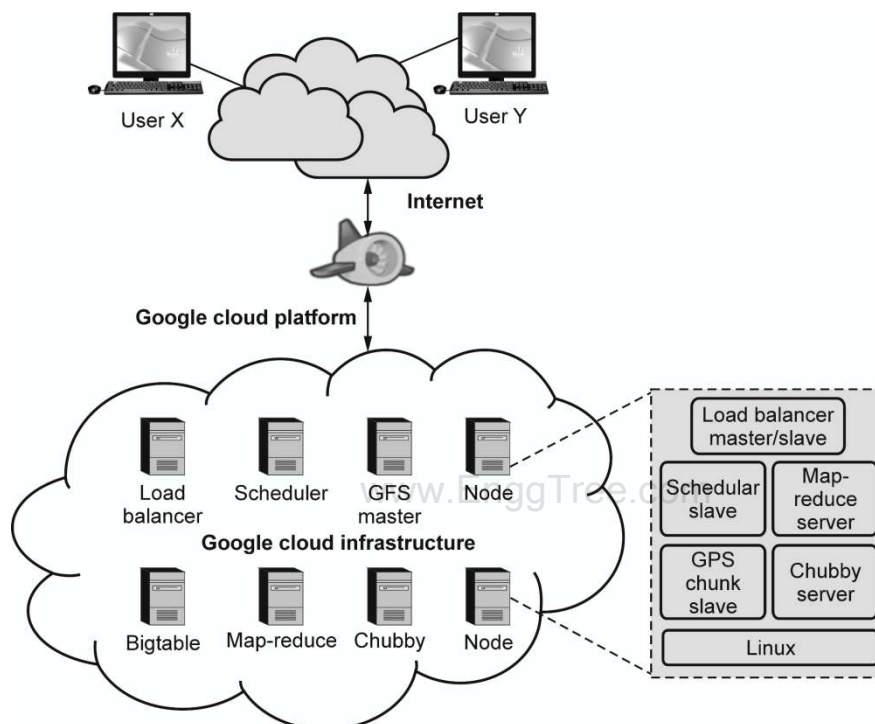 User X
User Y
Internet
Google cloud platform
Load
balancer
Scheduler
GFS
master
Node
www.EnggTree.com
Google cloud infrastructure
Bigtable
Map-reduce
Chubby
Node
Load balancer
master/slave
Schedular
slave
Map-
reduce
server
GPS
chunk
slave
Chubby
server
Linux